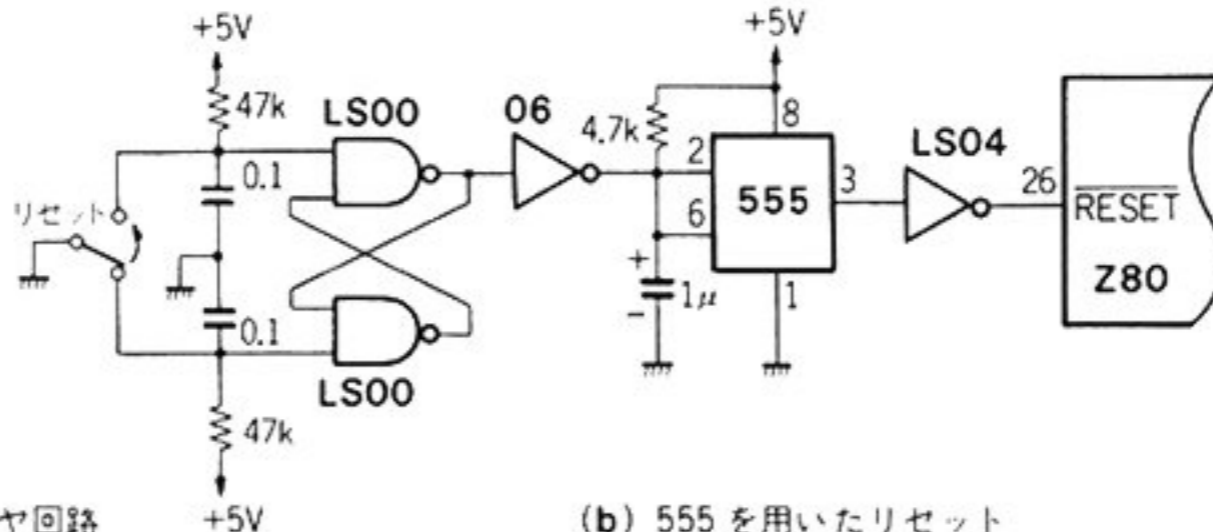 +5V
+5V
47k
LS00
06
4.7k
8
LS04
0.1
2
3
26
リセット
555
RESET
6
+
1μ
1
Z80
-
0.1
LS00
47k
ヤ回路
+5V
(b) 555を用いたリセット